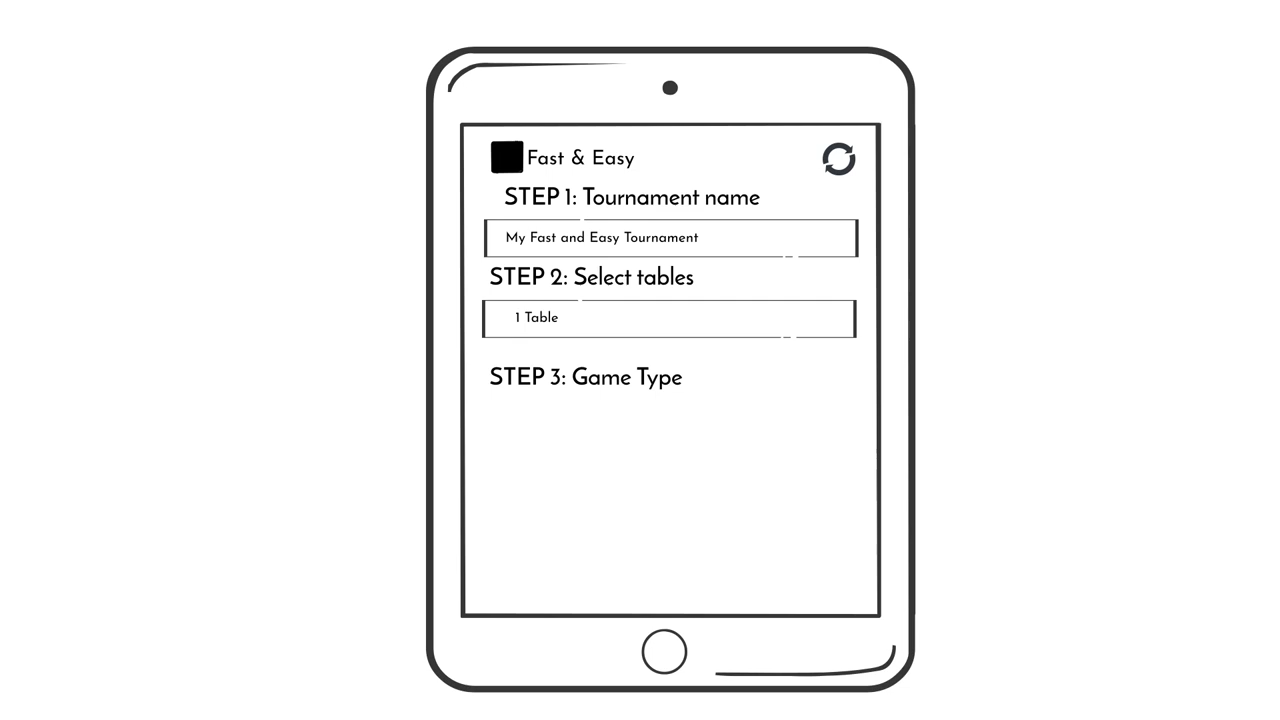 Fast & Easy
STEP 1: Tournament name
My Fast and Easy Tournament
STEP 2: Select tables
1 Table
STEP 3: Game Type